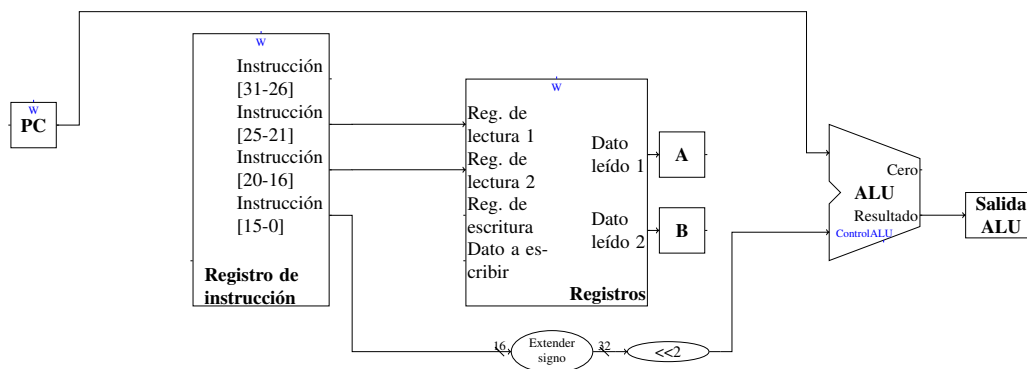 W
PC
W
Instrucción
[31-26]
Instrucción
[25-21]
Instrucción
[20-16]
Instrucción
[15-0]
Registro de
instrucción
W
Reg. de
lectura 1
Reg. de
lectura 2
Reg. de
escritura
Dato a es-
cribir
Dato
leído 1
Dato
leído 2
Registros
A
B
Cero
ALU
Resultado
ControlALU
Salida
ALU
16
Extender
signo
32
<<2